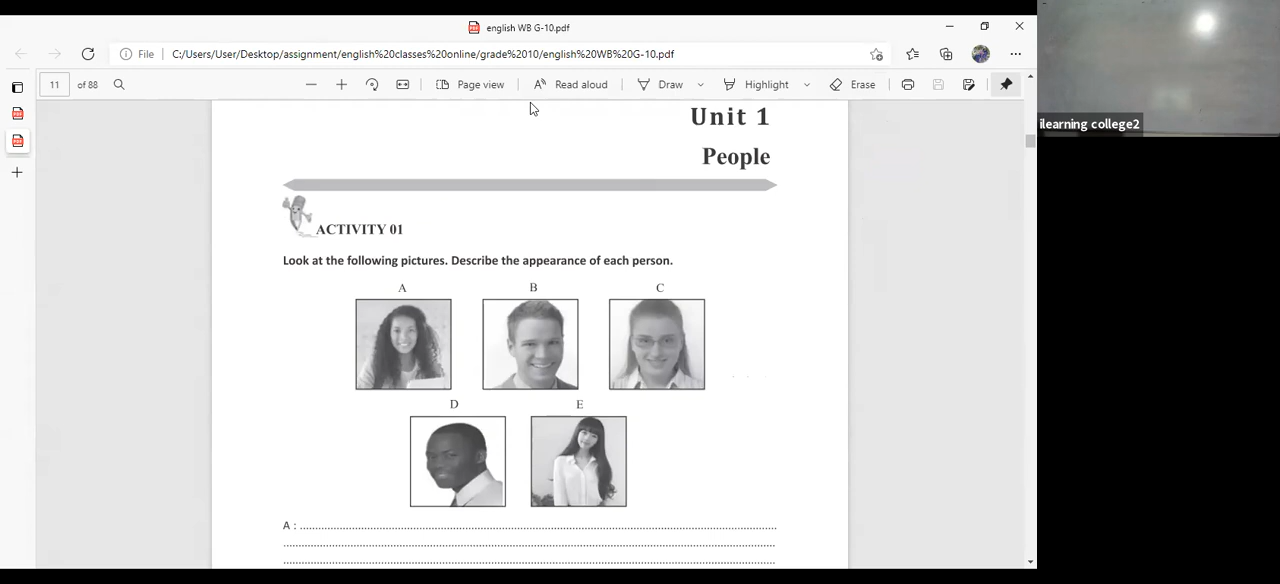 english WB G-10.pdf
File
C:/Users/User/Desktop/assignment/english%20classes%20online/grade%2010/english%20WB%20G-10.pdf
11 of 88
Page view
Read aloud
Draw
Highlight
Erase
ilearning college2
Unit 1
People
ACTIVITY 01
Look at the following pictures. Describe the appearance of each person.
A B C
D E
A : ................................................................
................................................................
................................................................